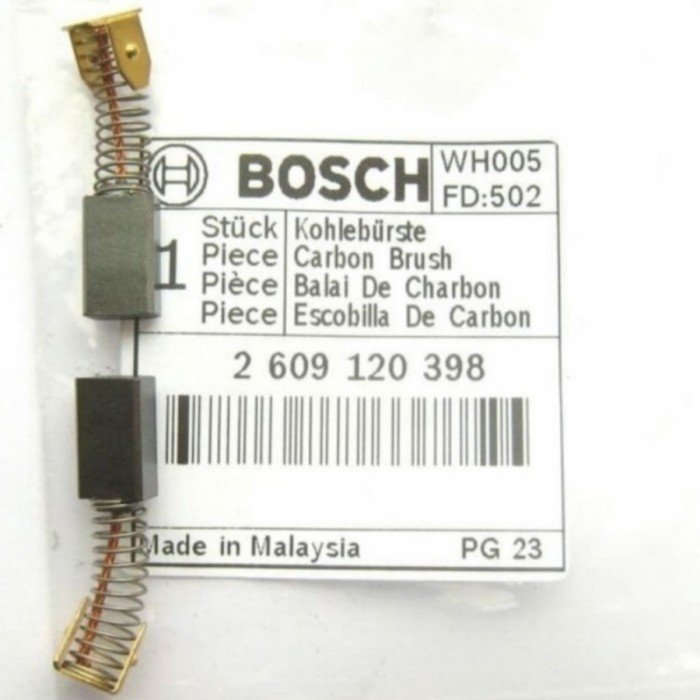 BOSCH
WH005
FD:502
1
Stück Kohlebürste
Piece Carbon Brush
Pièce Balai De Charbon
Piece Escobilla De Carbon
2 609 120 398
Made in Malaysia PG 23